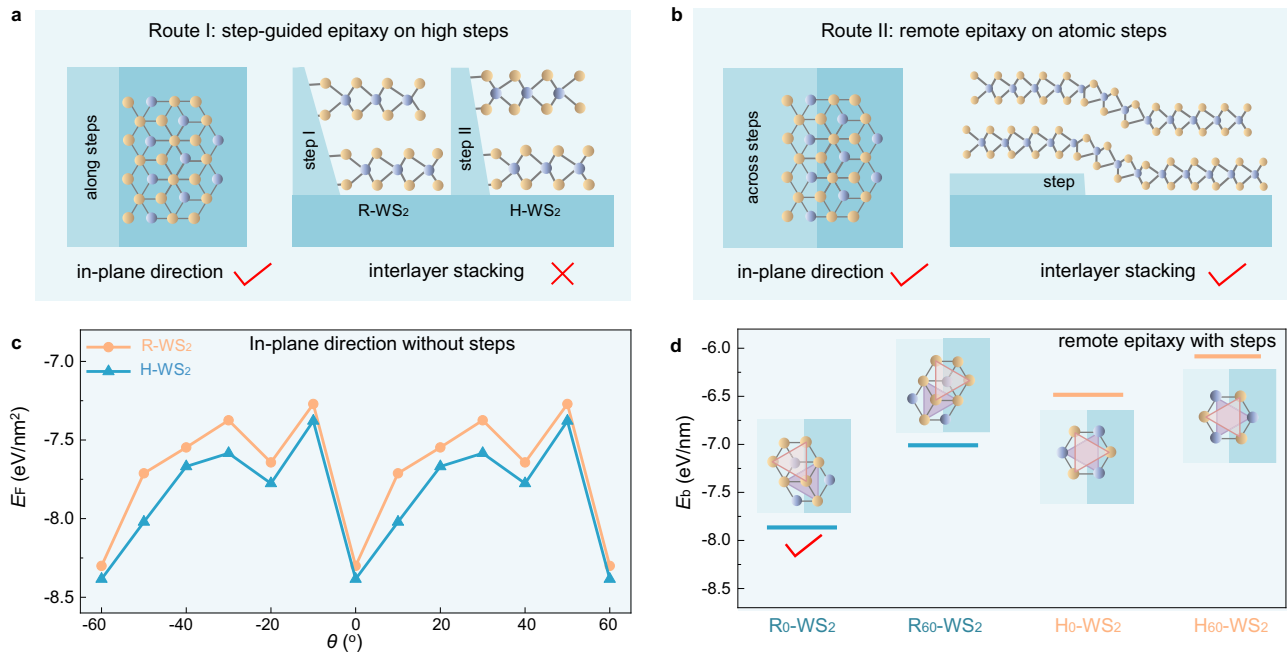 a
Route I: step-guided epitaxy on high steps
along steps
step I
step II
R-WS₂
H-WS₂
in-plane direction
interlayer stacking
b
Route II: remote epitaxy on atomic steps
across steps
step
in-plane direction
interlayer stacking
c
R-WS₂
H-WS₂
In-plane direction without steps
EF (eV/nm²)
-7.0
-7.5
-8.0
-8.5
-60
-40
-20
0
20
40
60
θ (°)
d
remote epitaxy with steps
Eb (eV/nm)
-6.0
-6.5
-7.0
-7.5
-8.0
-8.5
R₀-WS₂
R₆₀-WS₂
H₀-WS₂
H₆₀-WS₂